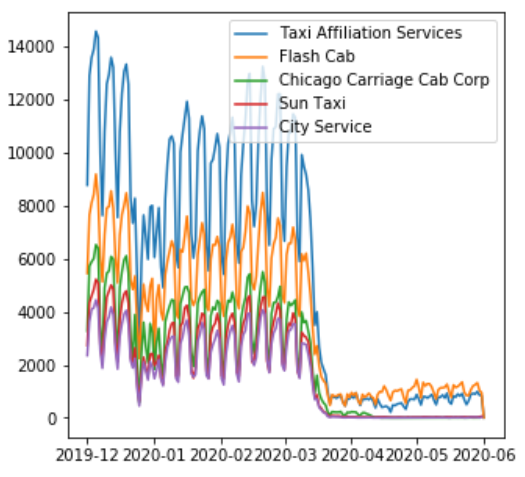 14000
12000
10000
8000
6000
4000
2000
0
Taxi Affiliation Services
Flash Cab
Chicago Carriage Cab Corp
Sun Taxi
City Service
2019-12 2020-01 2020-02 2020-03 2020-04 2020-05 2020-06